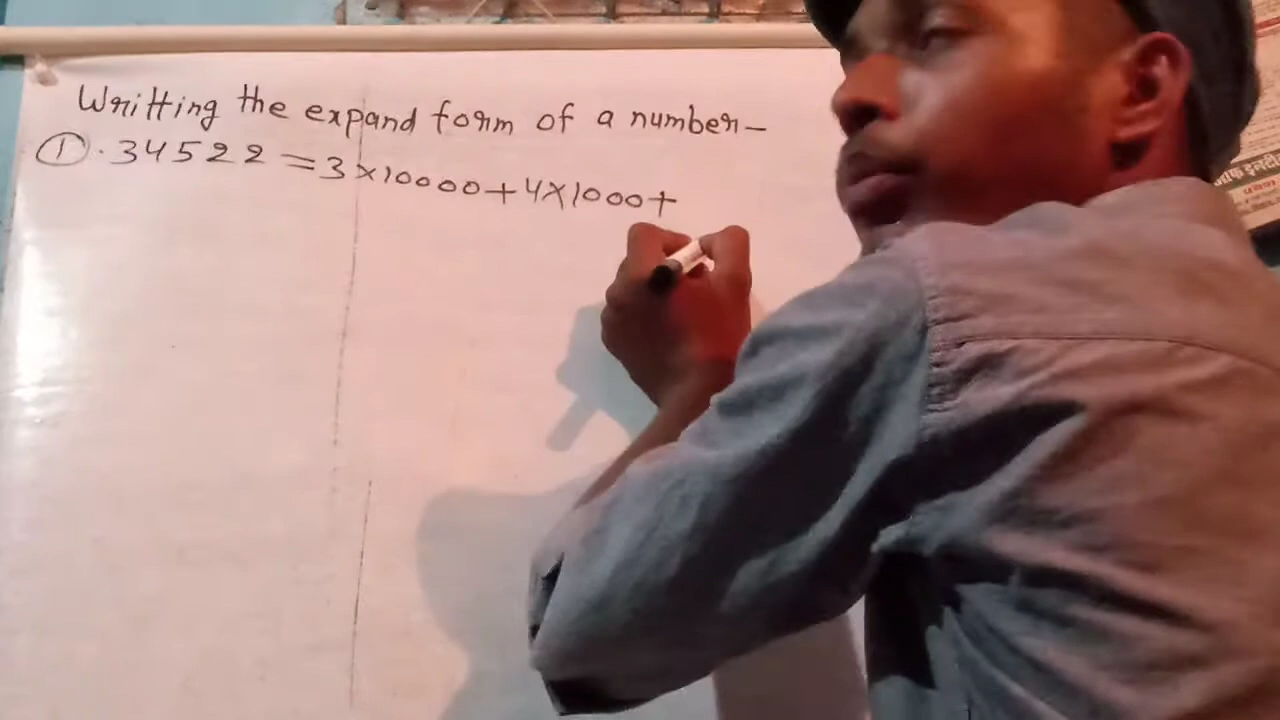 Writting the expand form of a number-
①. 34522 = 3×10000+4×1000+